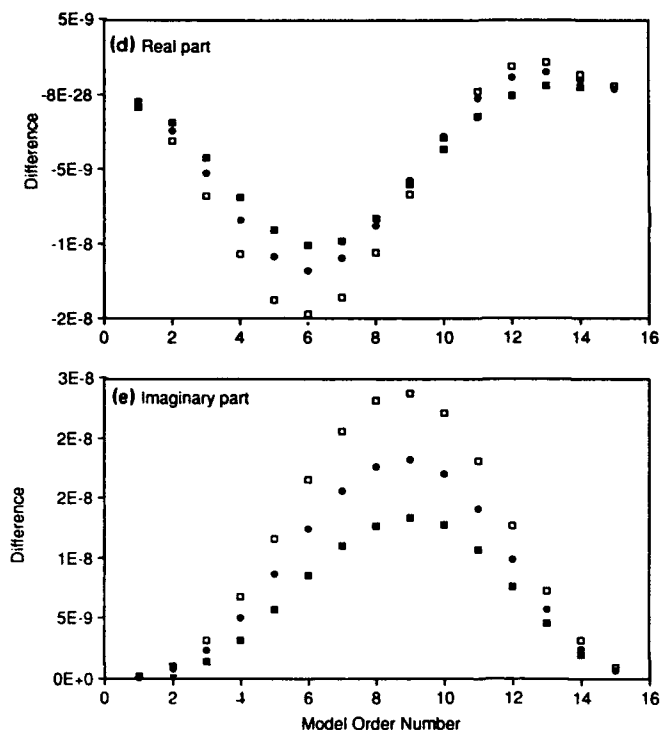 5E-9
(d) Real part
-8E-28
Difference
-5E-9
-1E-8
-2E-8
0 2 4 6 8 10 12 14 16
3E-8
(e) Imaginary part
2E-8
2E-8
Difference
1E-8
5E-9
0E+0
0 2 4 6 8 10 12 14 16
Model Order Number